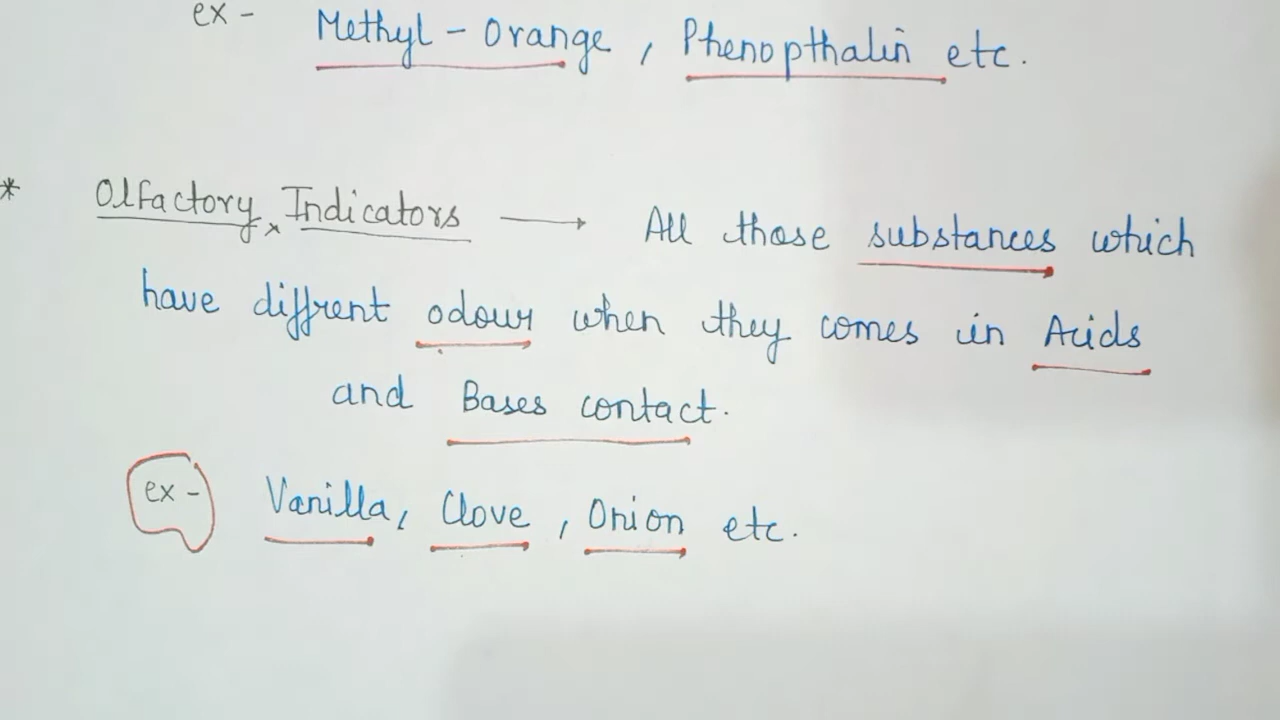 ex - Methyl - Orange , Phenopthalin etc.
* Olfactory Indicators → All those substances which
have diffrent odour when they comes in Acids
and Bases contact.
ex - Vanilla, Clove , Onion etc.